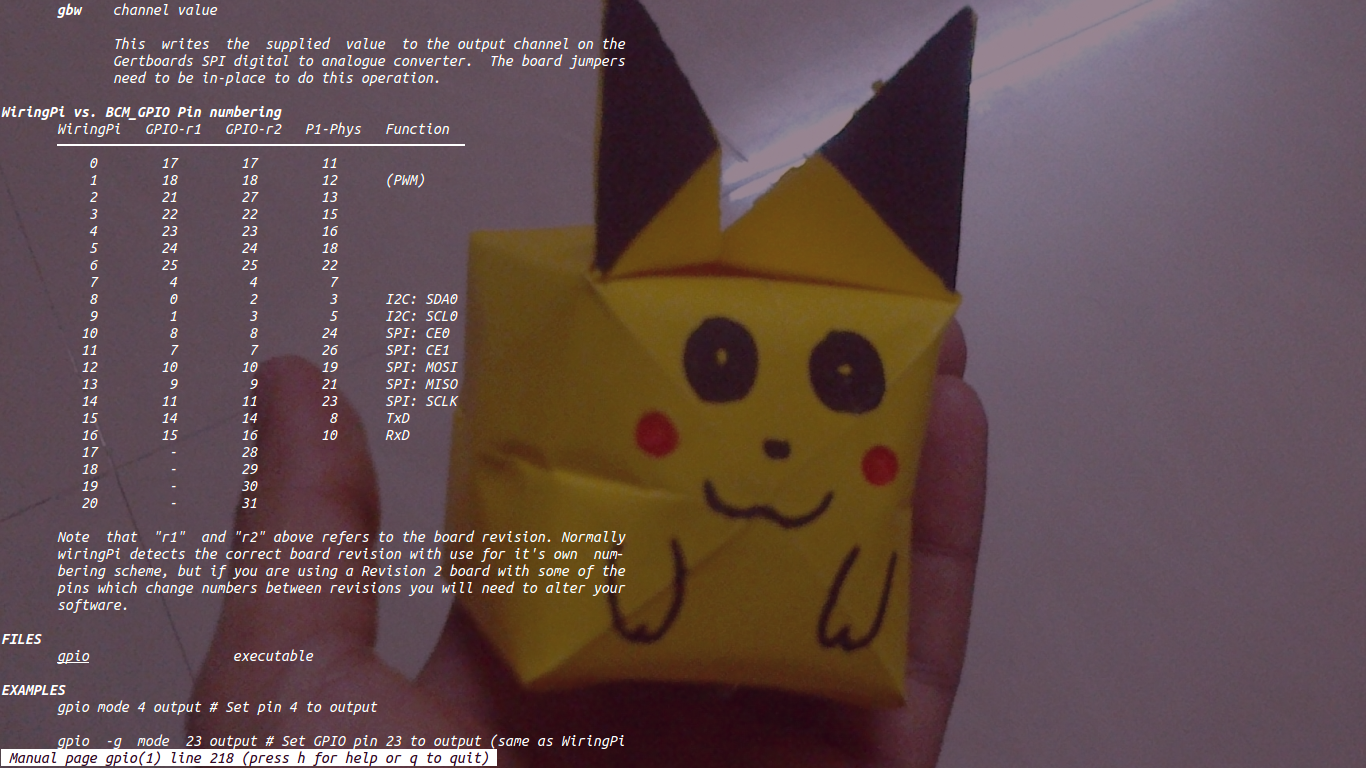 gbw channel value
This writes the supplied value to the output channel on the
Gertboards SPI digital to analogue converter. The board jumpers
need to be in-place to do this operation.
WiringPi vs. BCM_GPIO Pin numbering
WiringPi GPIO-r1 GPIO-r2 P1-Phys Function
0 17 17 11
1 18 18 12 (PWM)
2 21 27 13
3 22 22 15
4 23 23 16
5 24 24 18
6 25 25 22
7 4 4 7
8 0 2 3 I2C: SDA0
9 1 3 5 I2C: SCL0
10 8 8 24 SPI: CE0
11 7 7 26 SPI: CE1
12 10 10 19 SPI: MOSI
13 9 9 21 SPI: MISO
14 11 11 23 SPI: SCLK
15 14 14 8 TxD
16 15 16 10 RxD
17 - 28
18 - 29
19 - 30
20 - 31
Note that "r1" and "r2" above refers to the board revision. Normally
wiringPi detects the correct board revision with use for it's own num-
bering scheme, but if you are using a Revision 2 board with some of the
pins which change numbers between revisions you will need to alter your
software.
FILES
gpio executable
EXAMPLES
gpio mode 4 output # Set pin 4 to output
gpio -g mode 23 output # Set GPIO pin 23 to output (same as WiringPi
Manual page gpio(1) line 218 (press h for help or q to quit)